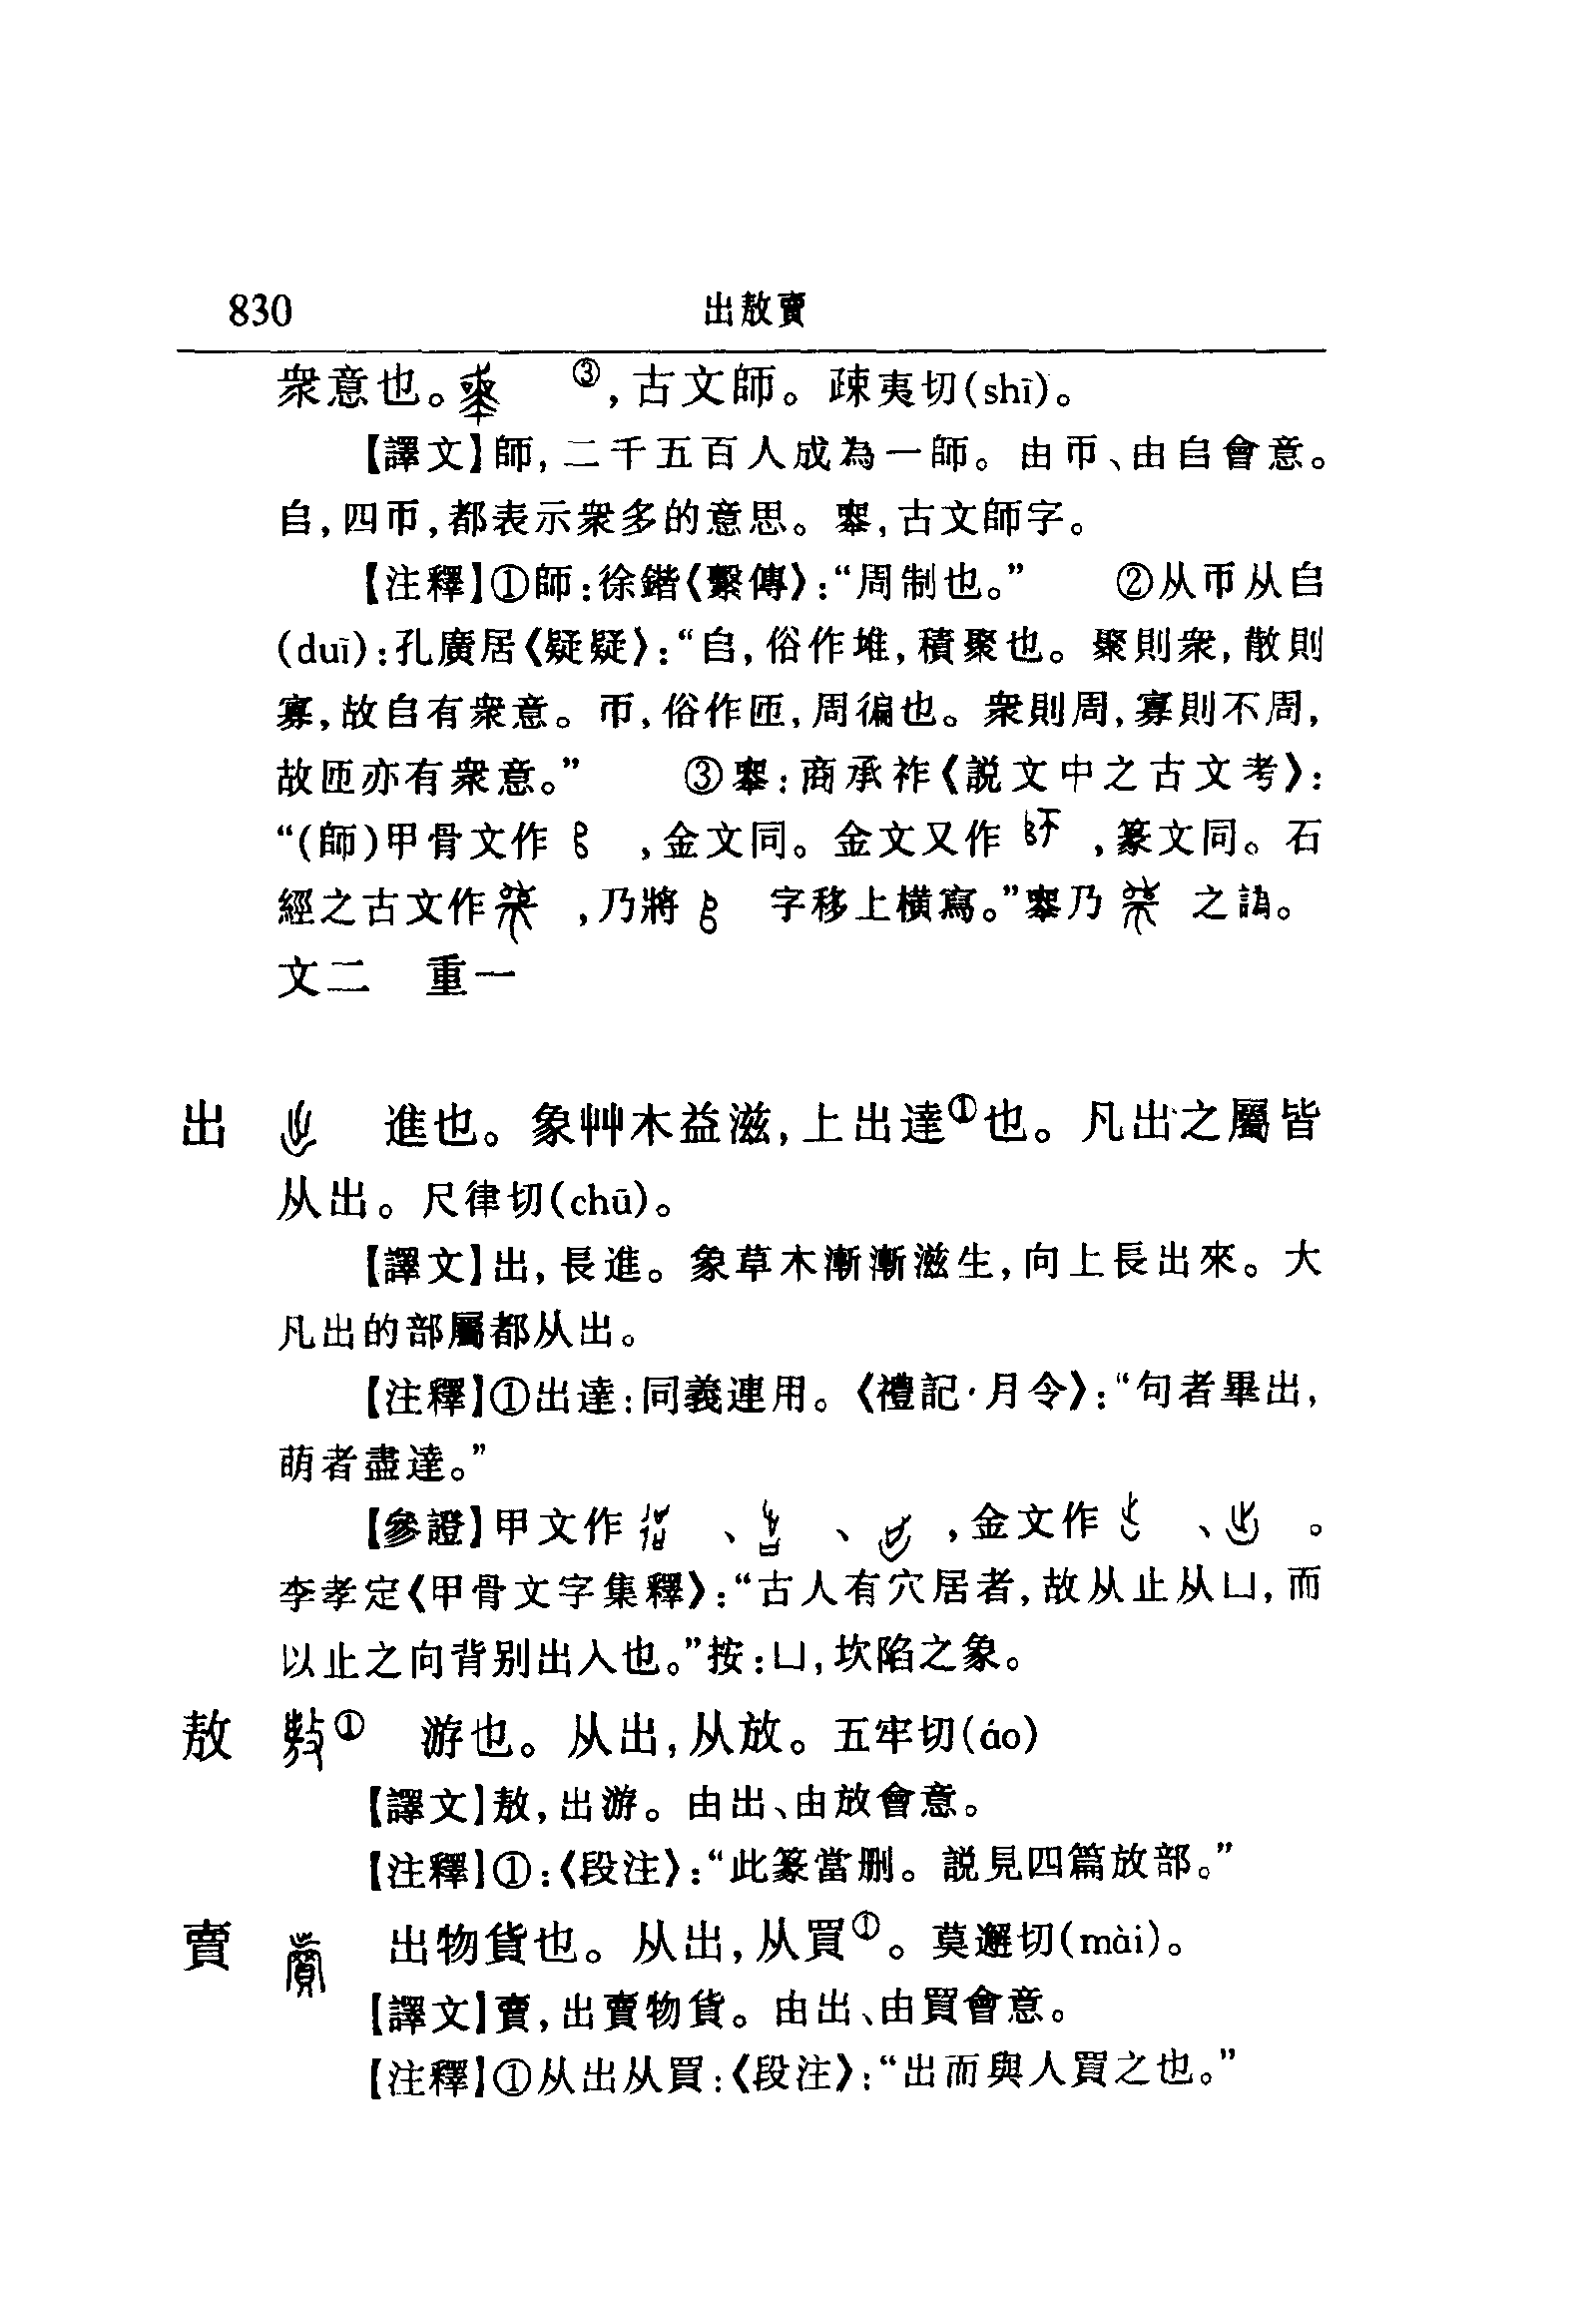 830 出敖賣
衆意也。③,古文師。疎夷切(shī)。
【譯文】師,二千五百人成為一師。由帀、由𠂤會意。
𠂤,四帀,都表示衆多的意思。,古文師字。
【注釋】①師:徐鍇《繫傳》:“周制也。” ②从帀从𠂤
(duī):孔廣居《疑疑》:“𠂤,俗作堆,積聚也。聚則衆,散則
寡,故𠂤有衆意。帀,俗作匝,周徧也。衆則周,寡則不周,
故匝亦有衆意。” ③:商承祚《説文中之古文考》:
“(師)甲骨文作 ,金文同。金文又作 ,篆文同。石
經之古文作 ,乃將 字移上橫寫。”乃 之譌。
文二 重一
出 進也。象艸木益滋,上出達①也。凡出之屬皆
从出。尺律切(chū)。
【譯文】出,長進。象草木漸漸滋生,向上長出來。大
凡出的部屬都从出。
【注釋】①出達:同義連用。《禮記·月令》:“句者畢出,
萌者盡達。”
【參證】甲文作 、 、 ,金文作 、 。
李孝定《甲骨文字集釋》:“古人有穴居者,故从止从凵,而
以止之向背别出入也。”按:凵,坎陷之象。
敖 ① 游也。从出,从放。五牢切(áo)
【譯文】敖,出游。由出、由放會意。
【注釋】①:《段注》:“此篆當删。説見四篇放部。”
賣 出物貨也。从出,从買①。莫邂切(mài)。
【譯文】賣,出賣物貨。由出、由買會意。
【注釋】①从出从買:《段注》:“出而與人買之也。”